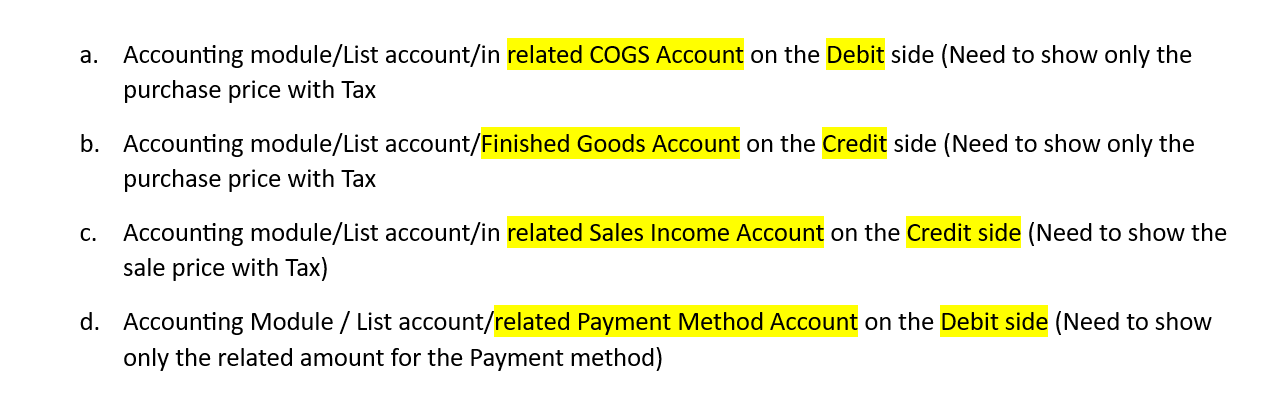 a. Accounting module/List account/in related COGS Account on the Debit side (Need to show only the
purchase price with Tax
b. Accounting module/List account/Finished Goods Account on the Credit side (Need to show only the
purchase price with Tax
c. Accounting module/List account/in related Sales Income Account on the Credit side (Need to show the
sale price with Tax)
d. Accounting Module / List account/related Payment Method Account on the Debit side (Need to show
only the related amount for the Payment method)